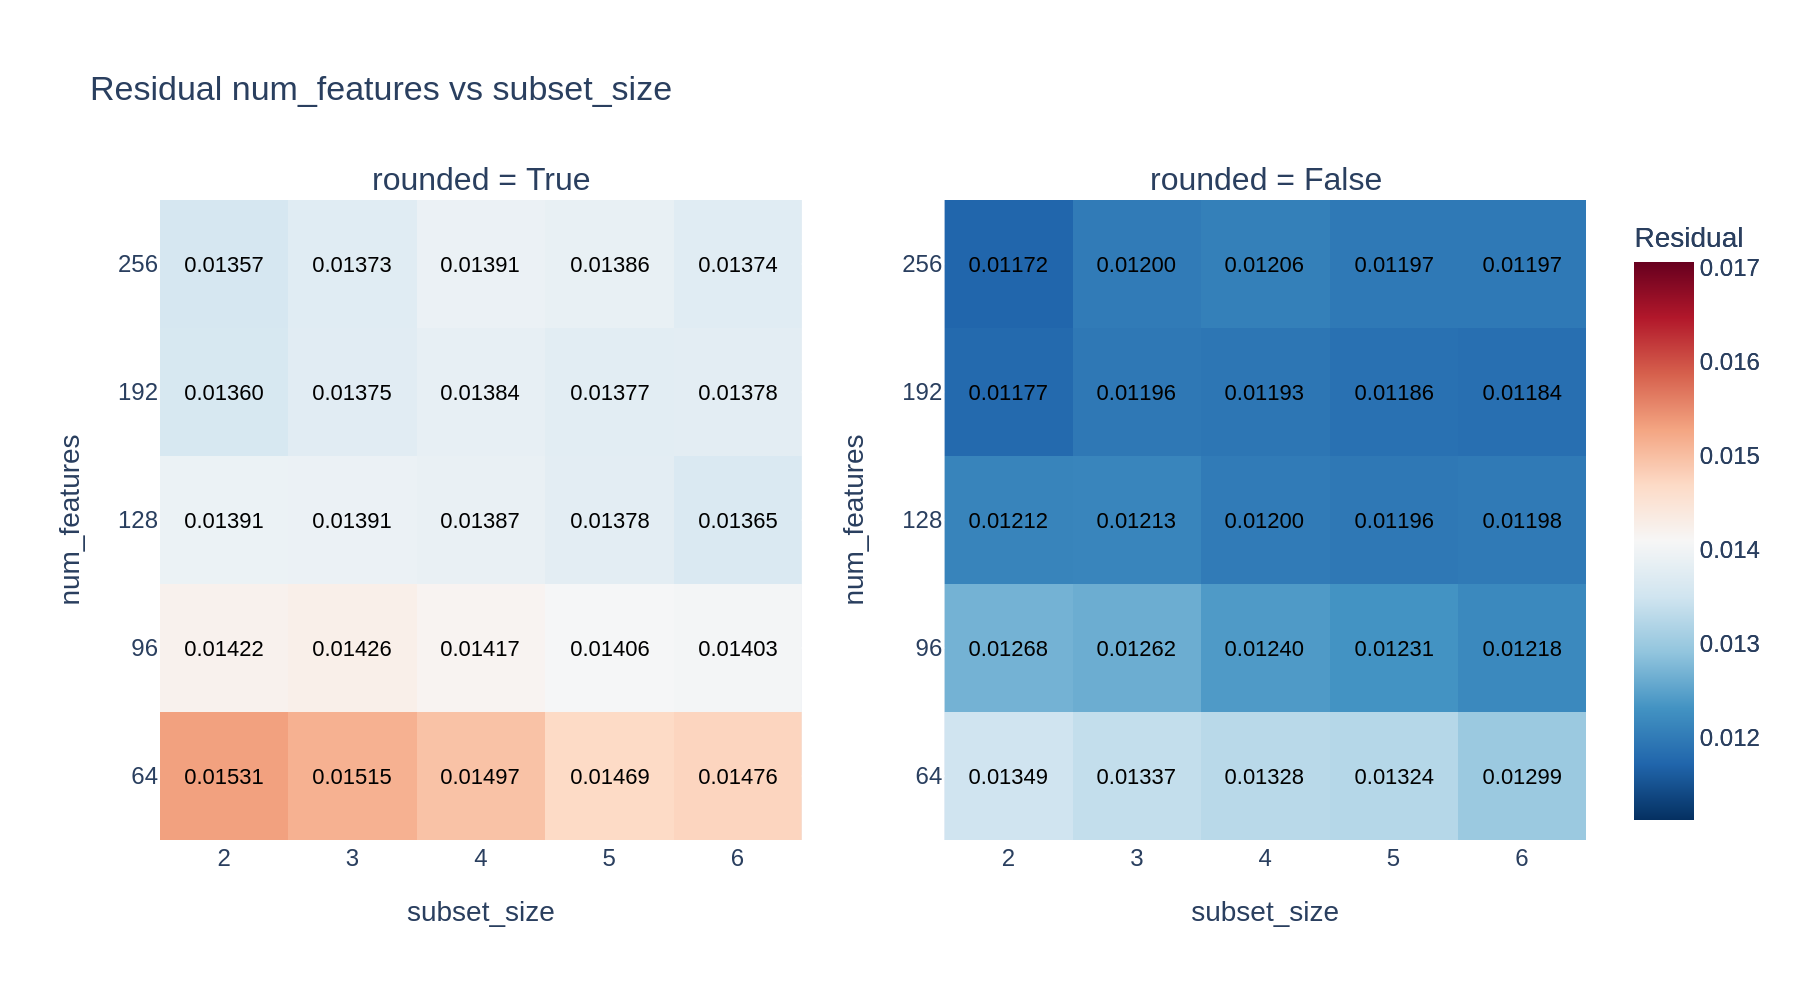 Residual num_features vs subset_size
rounded = True
rounded = False
Residual
256 0.01357 0.01373 0.01391 0.01386 0.01374
192 0.01360 0.01375 0.01384 0.01377 0.01378
128 0.01391 0.01391 0.01387 0.01378 0.01365
96 0.01422 0.01426 0.01417 0.01406 0.01403
64 0.01531 0.01515 0.01497 0.01469 0.01476
2 3 4 5 6
num_features
subset_size
256 0.01172 0.01200 0.01206 0.01197 0.01197
192 0.01177 0.01196 0.01193 0.01186 0.01184
128 0.01212 0.01213 0.01200 0.01196 0.01198
96 0.01268 0.01262 0.01240 0.01231 0.01218
64 0.01349 0.01337 0.01328 0.01324 0.01299
2 3 4 5 6
num_features
subset_size
0.017
0.016
0.015
0.014
0.013
0.012